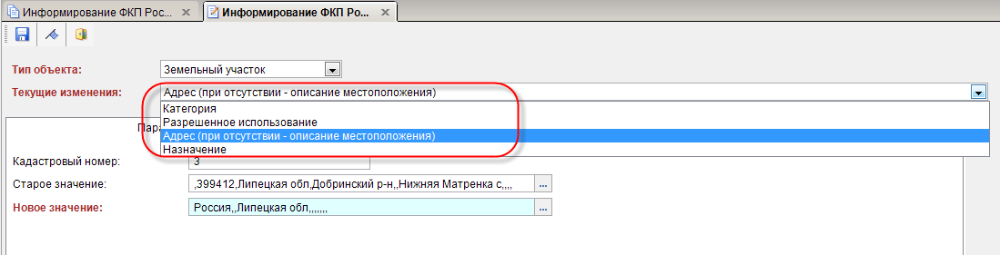 Информирование ФКП Рос...
Информирование ФКП Ро...
Тип объекта: Земельный участок
Текущие изменения: Адрес (при отсутствии - описание местоположения)
Категория
Разрешенное использование
Адрес (при отсутствии - описание местоположения)
Назначение
Кадастровый номер: 3
Старое значение: ,399412,Липецкая обл,Добринский р-н,,Нижняя Матренка с,,,, ...
Новое значение: Россия,,Липецкая обл,,,,,,, ...